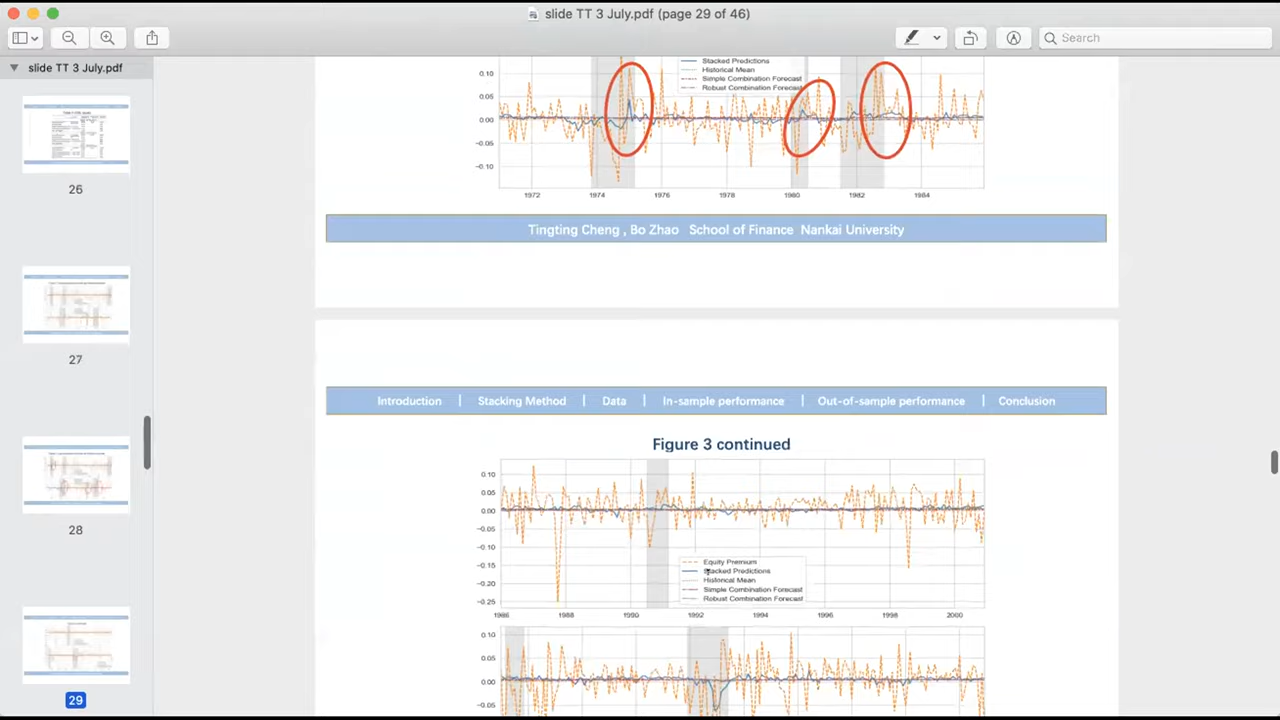 slide TT 3 July.pdf (page 29 of 46)
Search
slide TT 3 July.pdf
26
27
28
29
Stacked Predictions
Historical Mean
Simple Combination Forecast
Robust Combination Forecast
0.10
0.05
0.00
−0.05
−0.10
1972 1974 1976 1978 1980 1982 1984
Tingting Cheng , Bo Zhao School of Finance Nankai University
Introduction | Stacking Method | Data | In-sample performance | Out-of-sample performance | Conclusion
Figure 3 continued
0.10
0.05
0.00
−0.05
−0.10
−0.15
−0.20
−0.25
Equity Premium
Stacked Predictions
Historical Mean
Simple Combination Forecast
Robust Combination Forecast
1986 1988 1990 1992 1994 1996 1998 2000
0.10
0.05
0.00
−0.05